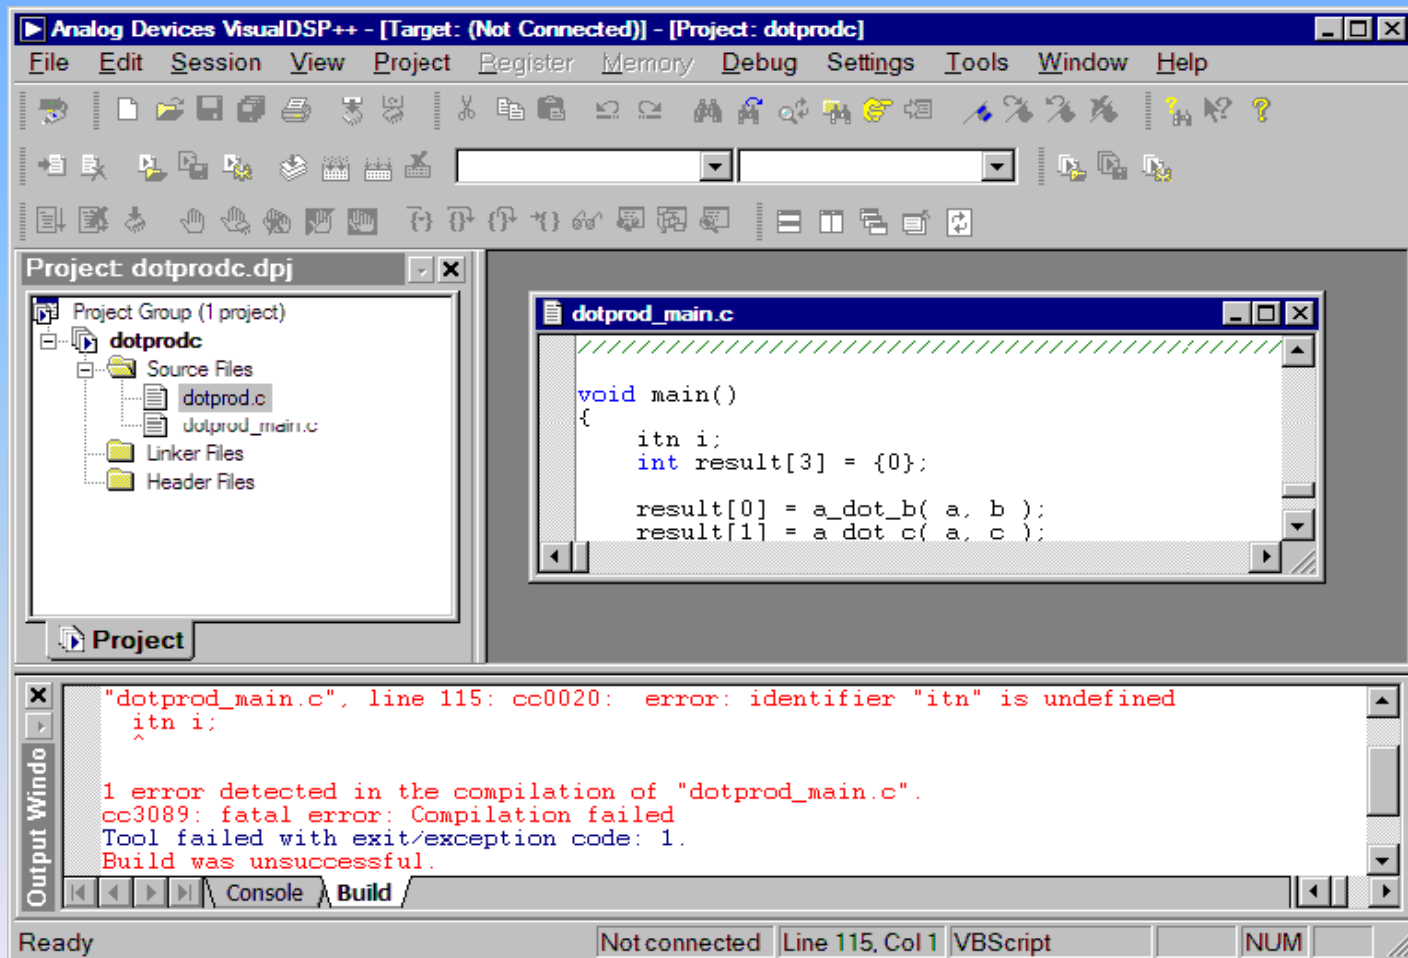 Analog Devices VisualDSP++ - [Target: (Not Connected)] - [Project: dotprodc]
File Edit Session View Project Register Memory Debug Settings Tools Window Help
Project: dotprodc.dpj
Project Group (1 project)
dotprodc
Source Files
dotprod.c
dotprod_main.c
Linker Files
Header Files
Project
dotprod_main.c
//////////////////////////////////////////////////
void main()
{
itn i;
int result[3] = {0};
result[0] = a_dot_b( a, b );
result[1] = a_dot_c( a, c );
Output Windo
"dotprod_main.c", line 115: cc0020:  error: identifier "itn" is undefined
itn i;
^
1 error detected in the compilation of "dotprod_main.c".
cc3089: fatal error: Compilation failed
Tool failed with exit/exception code: 1.
Build was unsuccessful.
Console Build
Ready Not connected Line 115, Col 1 VBScript NUM